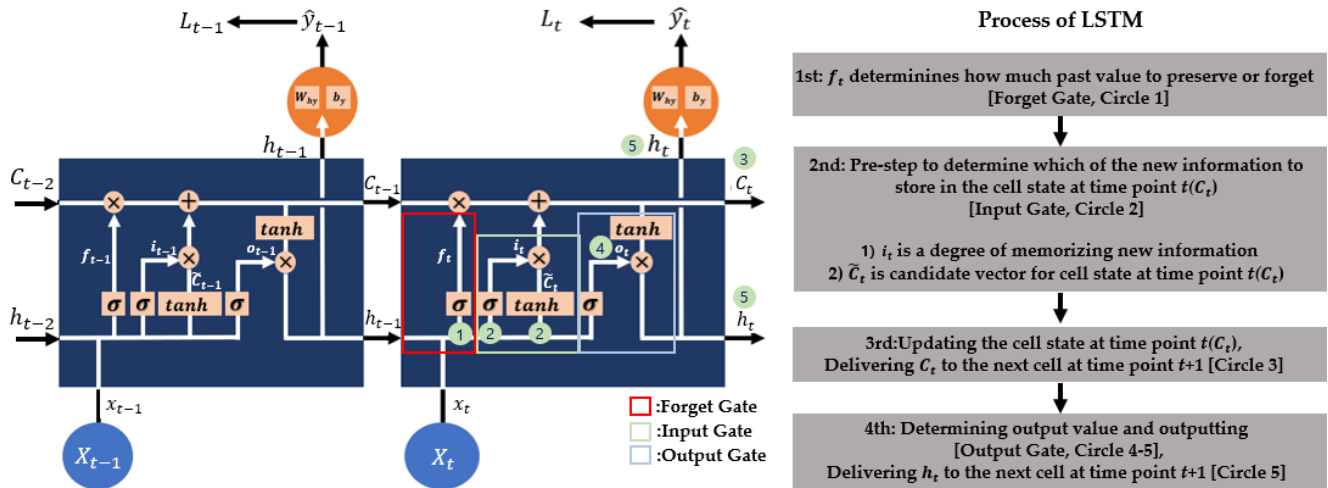 L_{t-1} ŷ_{t-1} L_t ŷ_t
W_{hy} b_y W_{hy} b_y
h_{t-1} 5 h_t 3
C_{t-2} C_{t-1} C_t
× + × +
tanh tanh
f_{t-1} i_{t-1} o_{t-1} × × f_t i_t 4 o_t × ×
C̃_{t-1} C̃_t
σ σ tanh σ σ σ tanh σ 5
h_{t-2} h_{t-1} 1 2 2 h_t
x_{t-1} x_t
X_{t-1} X_t
:Forget Gate
:Input Gate
:Output Gate
Process of LSTM
1st: f_t determinines how much past value to preserve or forget
[Forget Gate, Circle 1]
2nd: Pre-step to determine which of the new information to
store in the cell state at time point t(C_t)
[Input Gate, Circle 2]
1) i_t is a degree of memorizing new information
2) C̃_t is candidate vector for cell state at time point t(C_t)
3rd:Updating the cell state at time point t(C_t),
Delivering C_t to the next cell at time point t+1 [Circle 3]
4th: Determining output value and outputting
[Output Gate, Circle 4-5],
Delivering h_t to the next cell at time point t+1 [Circle 5]